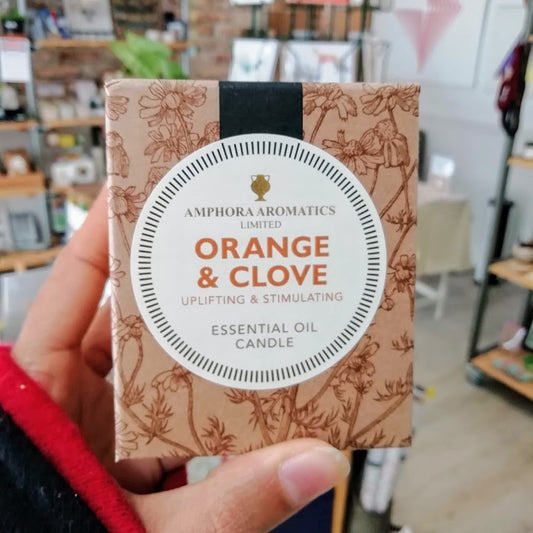 AMPHORA AROMATICS
LIMITED
ORANGE
& CLOVE
UPLIFTING & STIMULATING
ESSENTIAL OIL
CANDLE